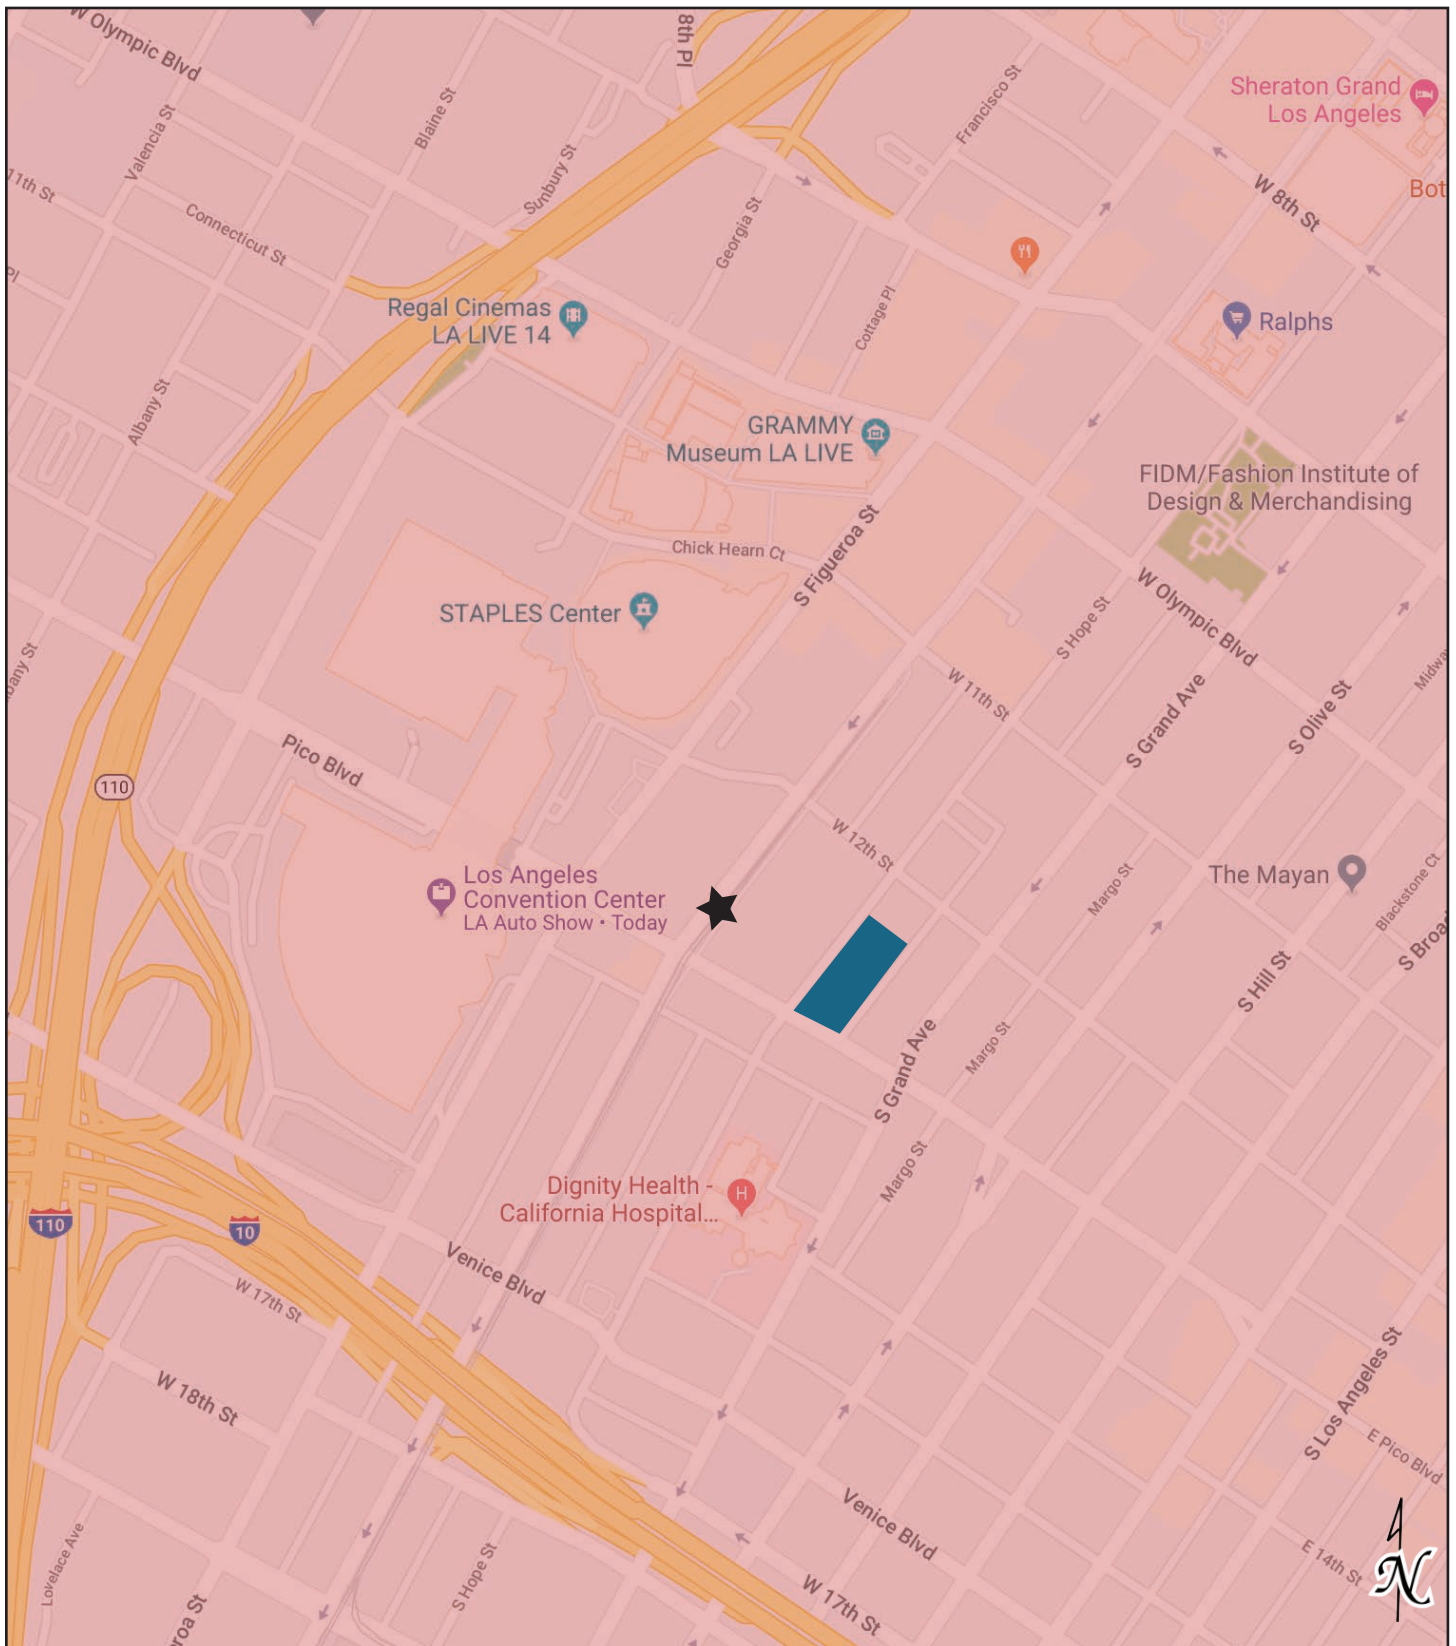 W Olympic Blvd
8th Pl
Valencia St
Blaine St
Francisco St
Sheraton Grand
Los Angeles
11th St
Sunbury St
W 8th St
Bot
Connecticut St
Georgia St
Pl
Regal Cinemas
LA LIVE 14
Cottage Pl
Ralphs
Albany St
GRAMMY
Museum LA LIVE
FIDM/Fashion Institute of
Design & Merchandising
Chick Hearn Ct
S Figueroa St
STAPLES Center
W Olympic Blvd
S Hope St
bany St
W 11th St
Midwa
S Grand Ave
S Olive St
Pico Blvd
110
W 12th St
Los Angeles
Convention Center
LA Auto Show • Today
The Mayan
Margo St
Blackstone Ct
S Broa
S Hill St
S Grand Ave
Margo St
Margo St
Dignity Health -
California Hospital...
H
110
10
Venice Blvd
W 17th St
S Los Angeles St
W 18th St
E Pico Blvd
Venice Blvd
E 14th St
Lovelace Ave
S Hope St
W 17th St
roa St
N